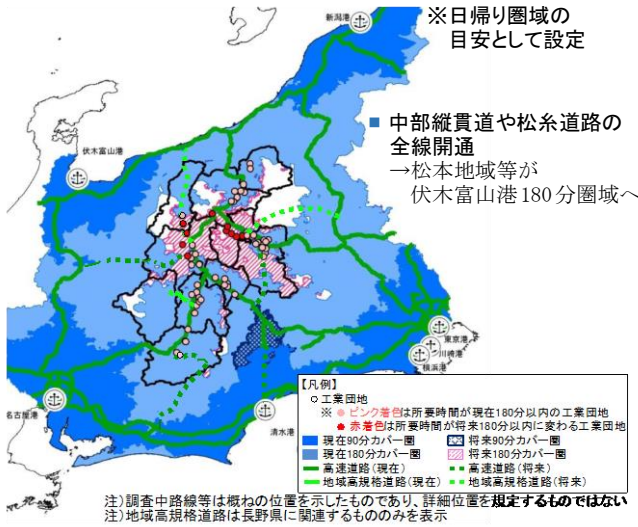 ※日帰り圏域の
目安として設定
新潟港
■ 中部縦貫道や松糸道路の
全線開通
→松本地域等が
伏木富山港180分圏域へ
伏木富山港
東京港
川崎港
横浜港
名古屋港
清水港
【凡例】
○工業団地
※ ●ピンク着色は所要時間が現在180分以内の工業団地
●赤着色は所要時間が将来180分以内に変わる工業団地
現在90分カバー圏 将来90分カバー圏
現在180分カバー圏 将来180分カバー圏
高速道路(現在) 高速道路(将来)
地域高規格道路(現在) 地域高規格道路(将来)
注)調査中路線等は概ねの位置を示したものであり、詳細位置を規定するものではない
注)地域高規格道路は長野県に関連するもののみを表示